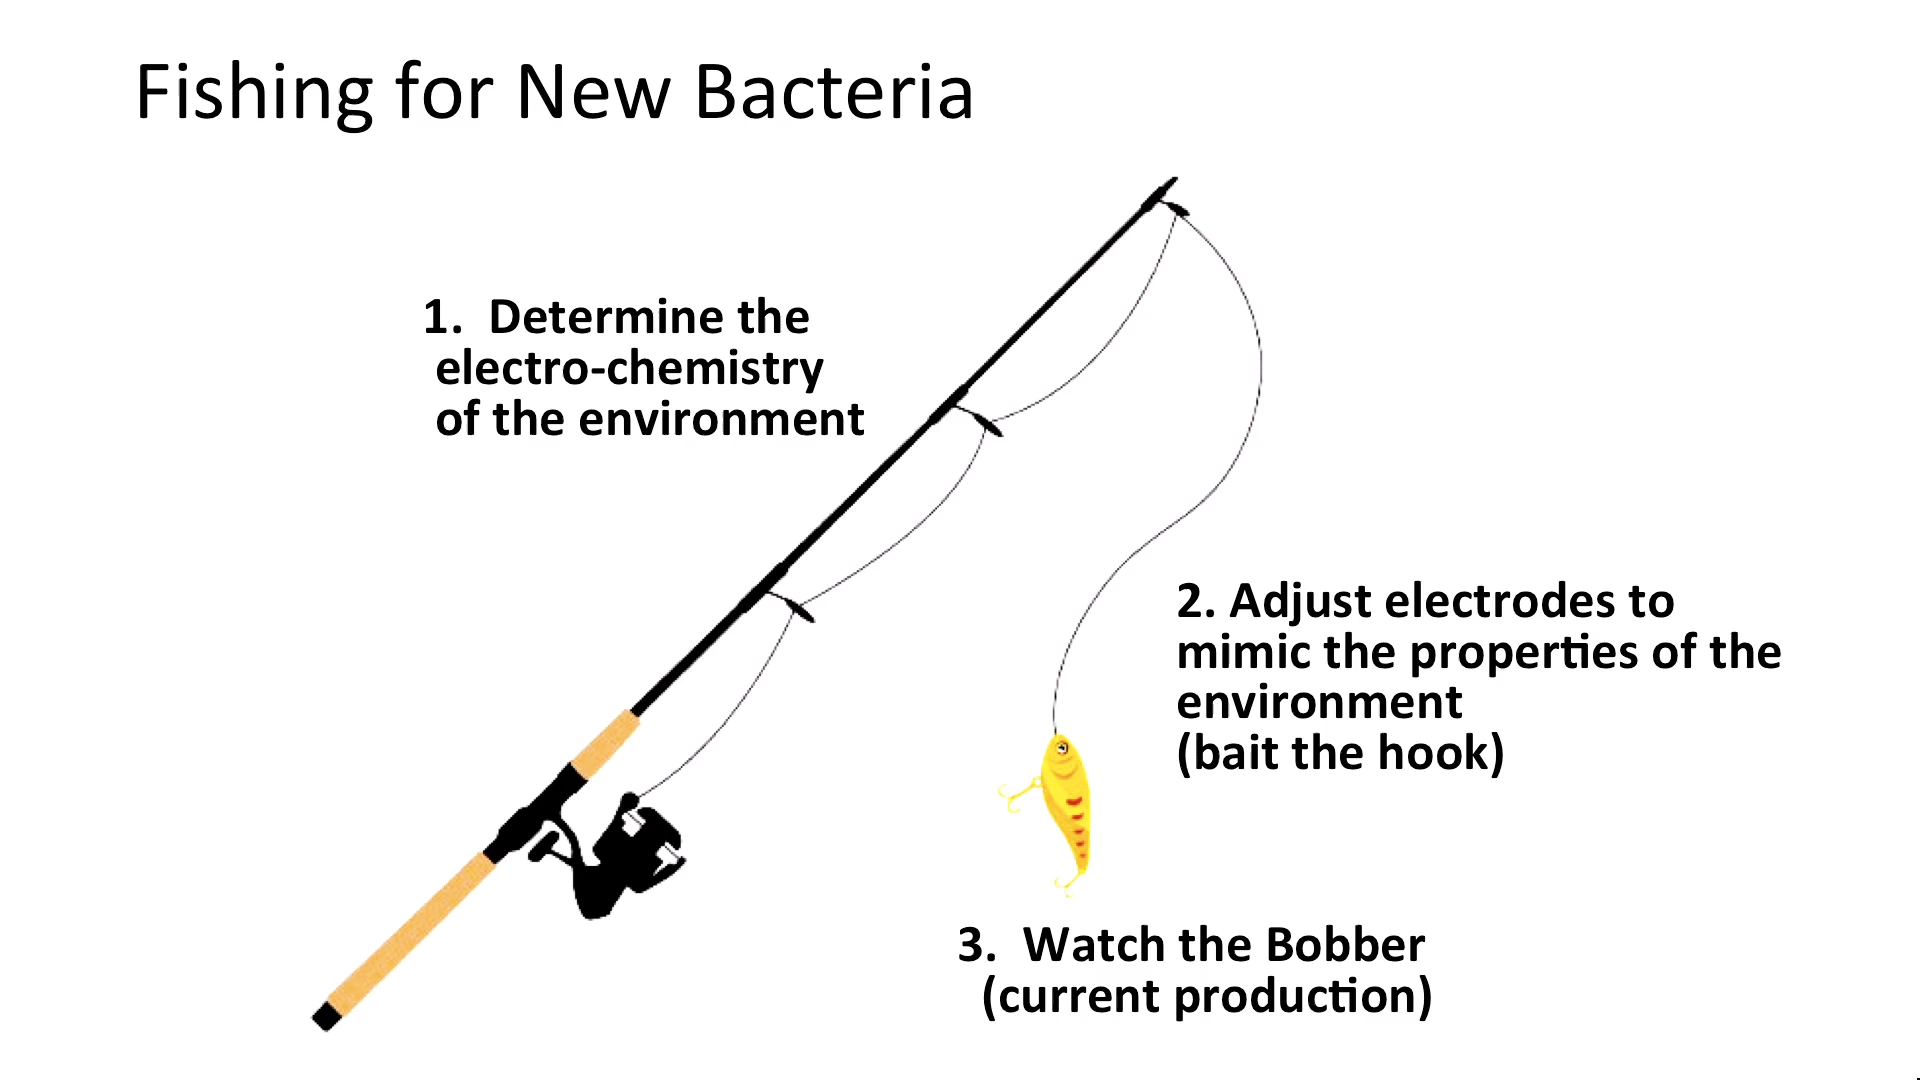 Fishing for New Bacteria
1. Determine the
electro-chemistry
of the environment
2. Adjust electrodes to
mimic the properties of the
environment
(bait the hook)
3. Watch the Bobber
(current production)